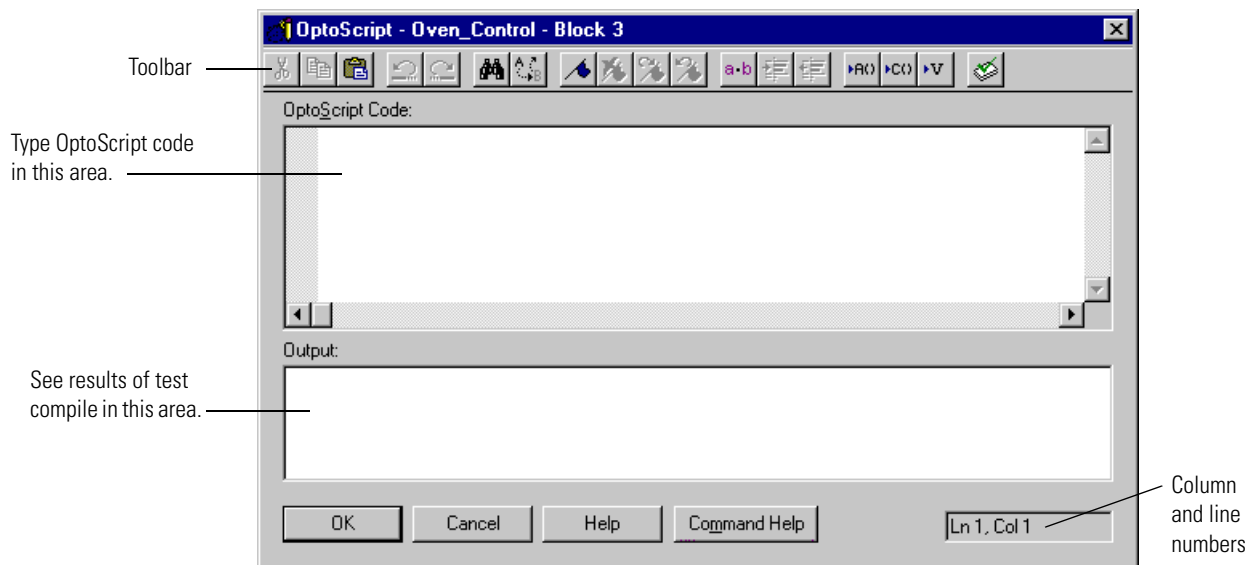 OptoScript - Oven_Control - Block 3
Toolbar
A B
a•b
A()
C()
V
OptoScript Code:
Type OptoScript code
in this area.
Output:
See results of test
compile in this area.
OK
Cancel
Help
Command Help
Ln 1, Col 1
Column
and line
numbers